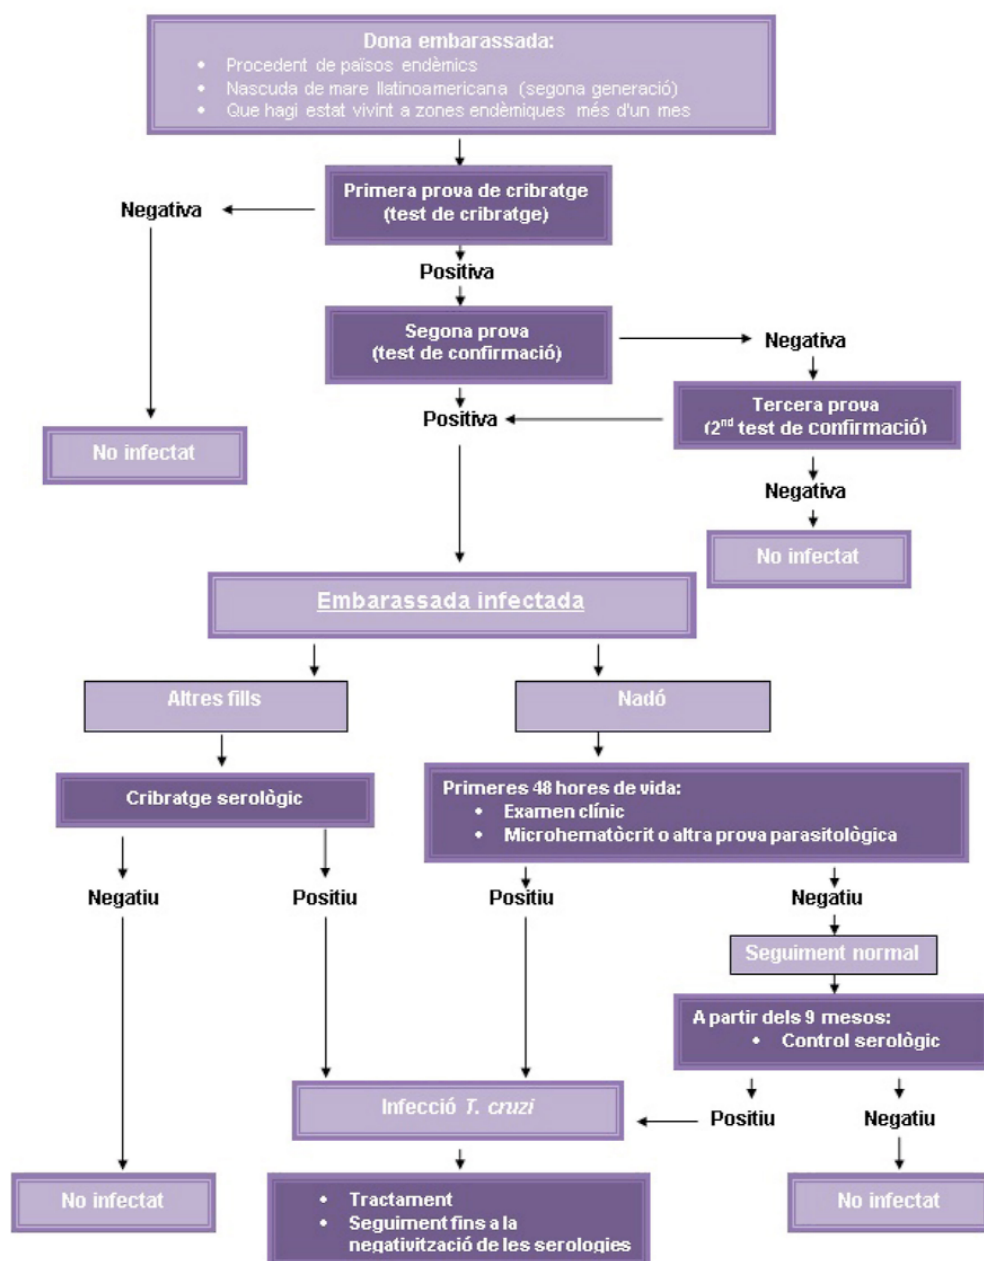 Dona embarassada:
• Procedent de països endèmics
• Nascuda de mare llatinoamericana (segona generació)
• Que hagi estat vivint a zones endèmiques més d'un mes
Primera prova de cribratge
(test de cribratge)
Negativa
Positiva
Segona prova
(test de confirmació)
Negativa
Positiva
Tercera prova
(2nd test de confirmació)
No infectat
Negativa
No infectat
Embarassada infectada
Altres fills
Nadó
Cribratge serològic
Primeres 48 hores de vida:
• Examen clínic
• Microhematòcrit o altra prova parasitològica
Negatiu
Positiu
Positiu
Negatiu
Seguiment normal
A partir dels 9 mesos:
• Control serològic
Infecció T. cruzi
Positiu
Negatiu
No infectat
• Tractament
• Seguiment fins a la
negativització de les serologies
No infectat